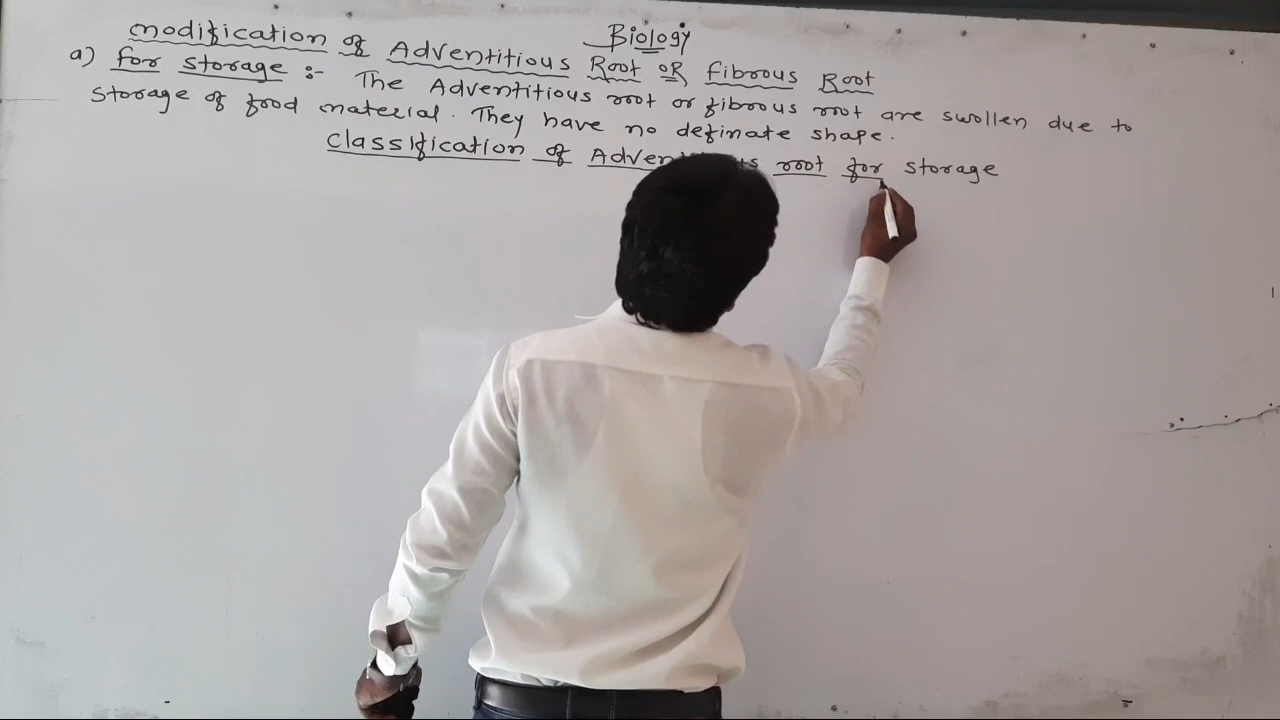 Biology
modification of Adventitious Root OR fibrous Root
a) for storage :- The Adventitious root or fibrous root are swollen due to
storage of food material. They have no definate shape.
Classification of root for storage